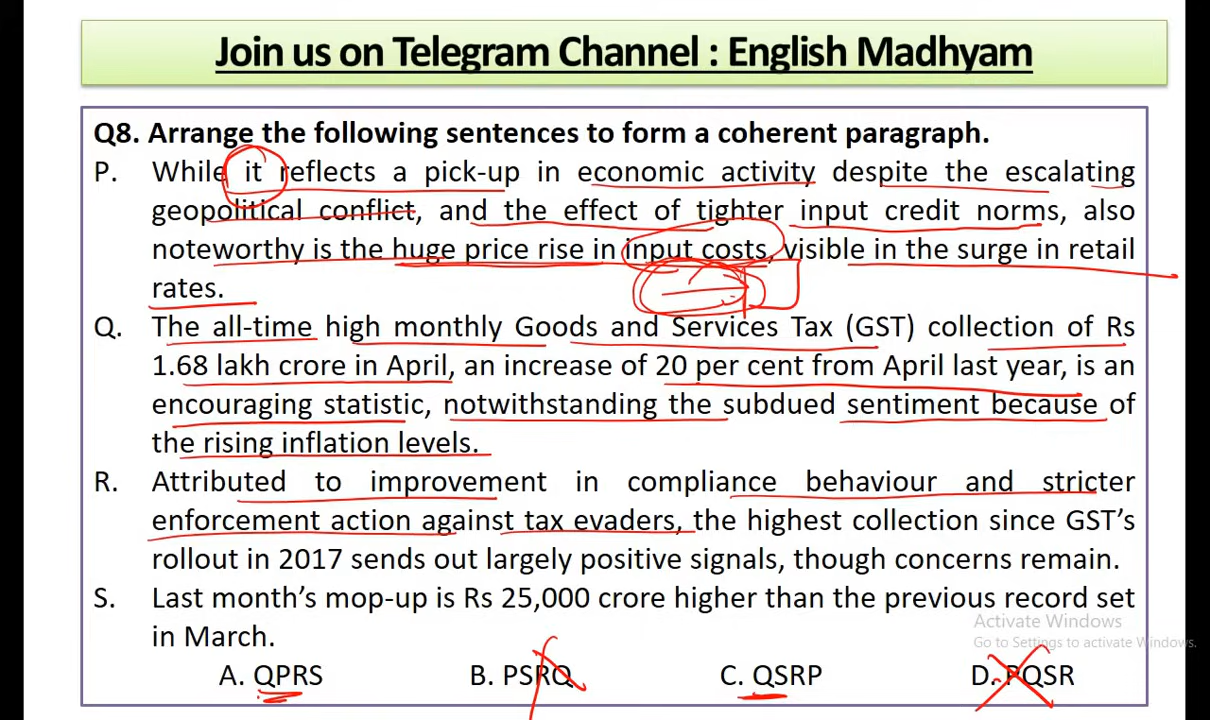 Join us on Telegram Channel : English Madhyam
Q8. Arrange the following sentences to form a coherent paragraph.
P. While it reflects a pick-up in economic activity despite the escalating
geopolitical conflict, and the effect of tighter input credit norms, also
noteworthy is the huge price rise in input costs, visible in the surge in retail
rates.
Q. The all-time high monthly Goods and Services Tax (GST) collection of Rs
1.68 lakh crore in April, an increase of 20 per cent from April last year, is an
encouraging statistic, notwithstanding the subdued sentiment because of
the rising inflation levels.
R. Attributed to improvement in compliance behaviour and stricter
enforcement action against tax evaders, the highest collection since GST's
rollout in 2017 sends out largely positive signals, though concerns remain.
S. Last month's mop-up is Rs 25,000 crore higher than the previous record set
in March.
Activate Windows
Go to Settings to activate Windows.
A. QPRS B. PSRQ C. QSRP D. PQSR